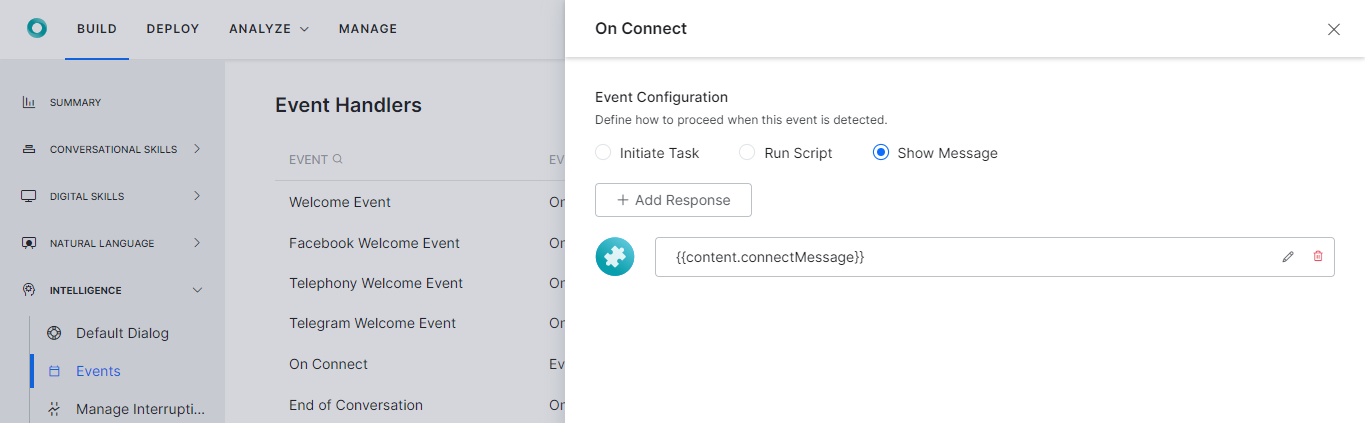 BUILD DEPLOY ANALYZE MANAGE
SUMMARY
CONVERSATIONAL SKILLS
DIGITAL SKILLS
NATURAL LANGUAGE
INTELLIGENCE
Default Dialog
Events
Manage Interrupti...
Event Handlers
EVENT EV
Welcome Event On
Facebook Welcome Event On
Telephony Welcome Event On
Telegram Welcome Event On
On Connect Ev
End of Conversation On
On Connect
Event Configuration
Define how to proceed when this event is detected.
Initiate Task Run Script Show Message
+ Add Response
{{content.connectMessage}}